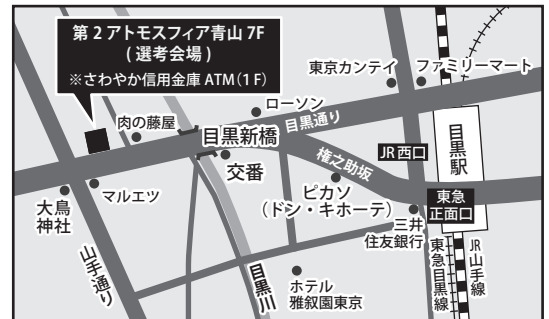 第2アトモスフィア青山 7F
(選考会場)
※さわやか信用金庫 ATM(1F)
東京カンテイ
ファミリーマート
ローソン
肉の藤屋
目黒新橋
目黒通り
目黒駅
交番
権之助坂
JR 西口
マルエツ
ピカソ
(ドン・キホーテ)
東急
正面口
大鳥
神社
三井
住友銀行
山手通り
目黒川
ホテル
雅叙園東京
東急目黒線
JR山手線